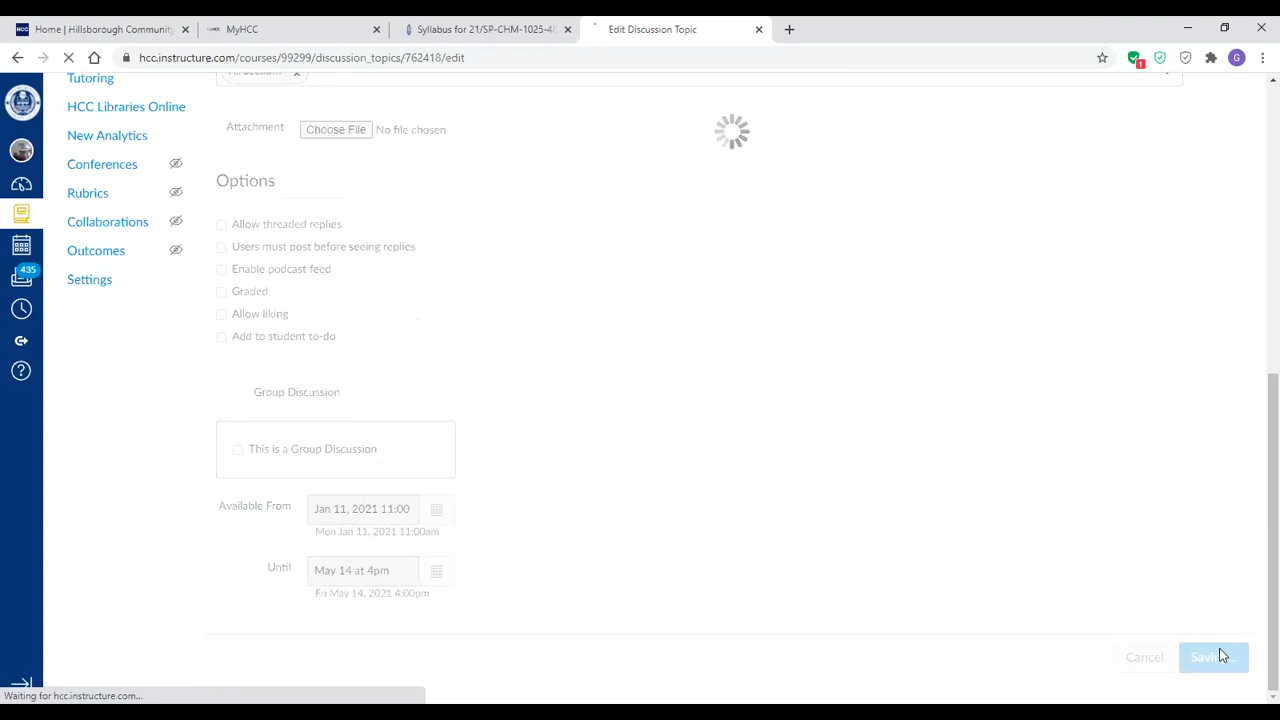 Home | Hillsborough Community
MyHCC
Syllabus for 21/SP-CHM-1025-48
Edit Discussion Topic
hcc.instructure.com/courses/99299/discussion_topics/762419/edit
1
G
Tutoring
HCC Libraries Online
New Analytics
Conferences
Rubrics
Collaborations
Outcomes
Settings
435
All Sections
Attachment
Choose File No file chosen
Options
Allow threaded replies
Users must post before seeing replies
Enable podcast feed
Graded
Allow liking
Add to student to-do
Group Discussion
This is a Group Discussion
Available From
Jan 11, 2021 11:00
Mon Jan 11, 2021 11:00am
Until
May 14 at 4pm
Fri May 14, 2021 4:00pm
Cancel
Waiting for hcc.instructure.com...